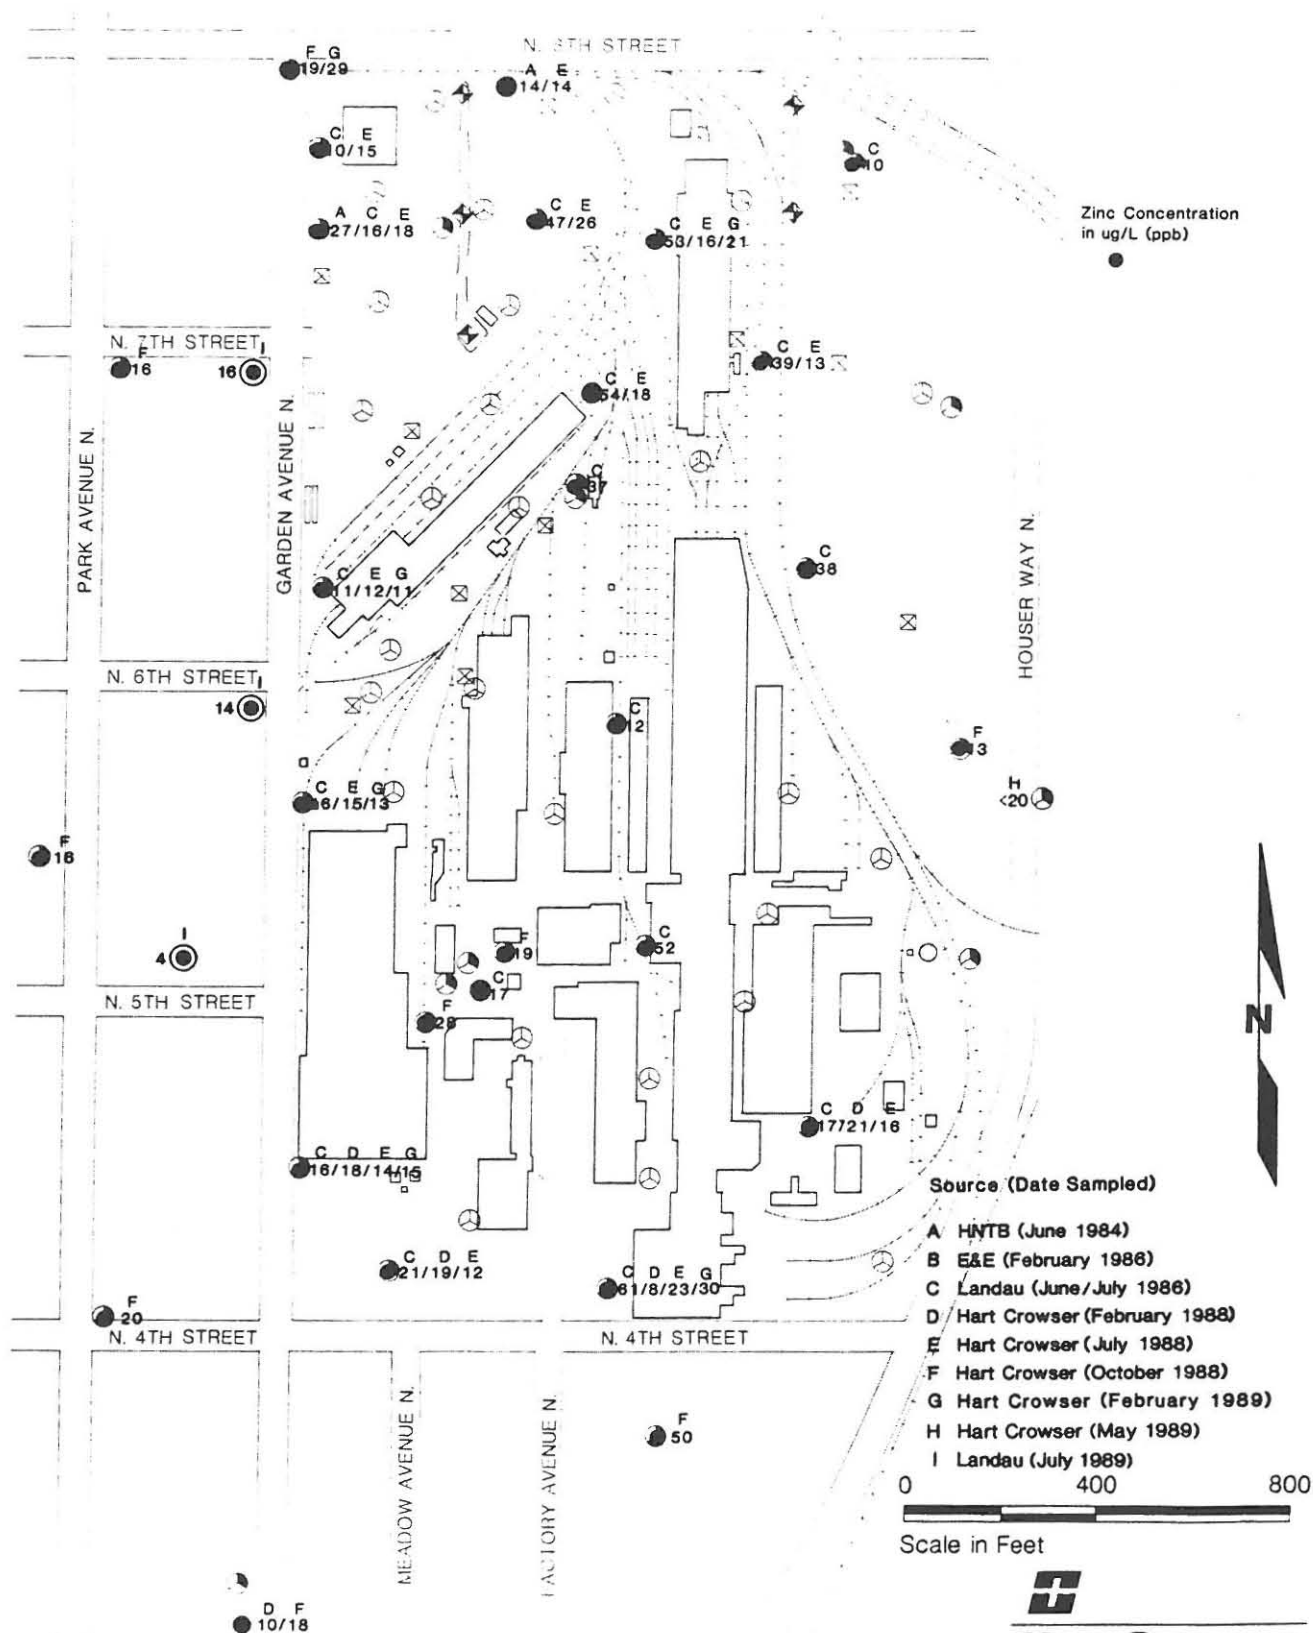 N. 8TH STREET
F G
19/29
A E
14/14
C E
10/15
C
10
A C E
27/16/18
C E
47/26
C E G
53/16/21
Zinc Concentration
in ug/L (ppb)
N. 7TH STREET
F
16
I
16
C E
39/13
C E
54/18
C
37
PARK AVENUE N.
GARDEN AVENUE N.
HOUSER WAY N.
C
38
C E G
11/12/11
N. 6TH STREET
I
14
C
12
F
13
H
<20
C E G
16/15/13
F
16
I
4
F
19
C
52
C
17
N. 5TH STREET
F
28
N
C D E
17/21/16
C D E G
16/18/14/15
Source (Date Sampled)
A HNTB (June 1984)
B E&E (February 1986)
C Landau (June/July 1986)
D Hart Crowser (February 1988)
E Hart Crowser (July 1988)
F Hart Crowser (October 1988)
G Hart Crowser (February 1989)
H Hart Crowser (May 1989)
I Landau (July 1989)
C D E
21/19/12
C D E G
/8/23/30
F
20
N. 4TH STREET
N. 4TH STREET
F
50
MEADOW AVENUE N.
FACTORY AVENUE N.
0 400 800
Scale in Feet
D F
10/18